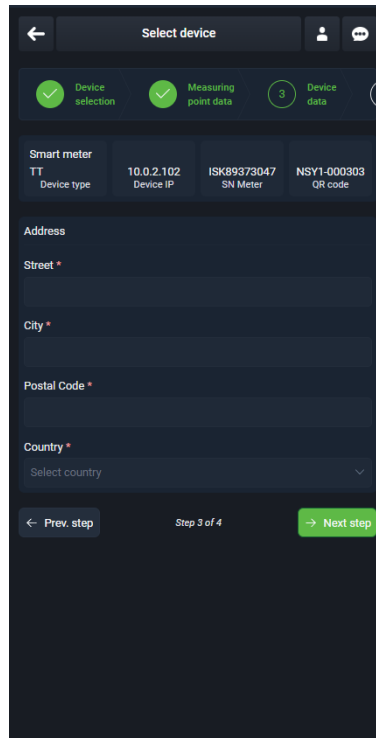 Select device
Device
selection
Measuring
point data
3
Device
data
Smart meter
TT
Device type
10.0.2.102
Device IP
ISK89373047
SN Meter
NSY1-000303
QR code
Address
Street *
City *
Postal Code *
Country *
Select country
← Prev. step
Step 3 of 4
→ Next step